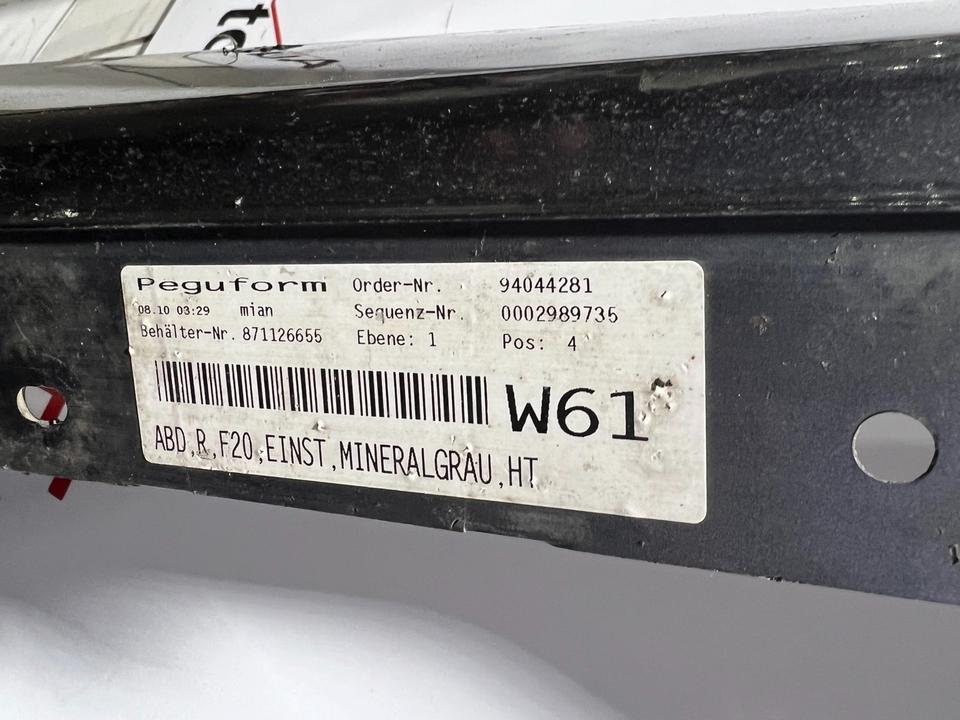 Peguform Order-Nr. 94044281
08.10 03:29 mian Sequenz-Nr. 0002989735
Behälter-Nr. 871126655 Ebene: 1 Pos: 4
W61
ABD,R,F20,EINST,MINERALGRAU,HT